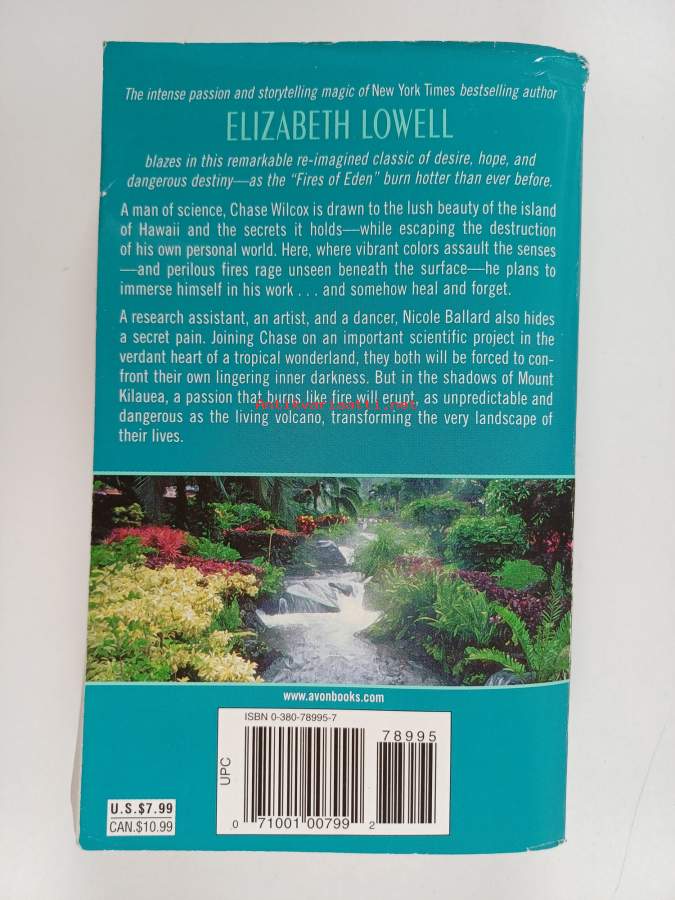 The intense passion and storytelling magic of New York Times bestselling author
ELIZABETH LOWELL
blazes in this remarkable re-imagined classic of desire, hope, and
dangerous destiny—as the "Fires of Eden" burn hotter than ever before.
A man of science, Chase Wilcox is drawn to the lush beauty of the island
of Hawaii and the secrets it holds—while escaping the destruction
of his own personal world. Here, where vibrant colors assault the senses
—and perilous fires rage unseen beneath the surface—he plans to
immerse himself in his work . . . and somehow heal and forget.
A research assistant, an artist, and a dancer, Nicole Ballard also hides
a secret pain. Joining Chase on an important scientific project in the
verdant heart of a tropical wonderland, they both will be forced to con-
front their own lingering inner darkness. But in the shadows of Mount
Kilauea, a passion that burns like fire will erupt, as unpredictable and
Antikvariaatti.net
dangerous as the living volcano, transforming the very landscape of
their lives.
www.avonbooks.com
ISBN 0-380-78995-7
78995
UPC
U.S.$7.99
CAN.$10.99
0 71001 00799 2